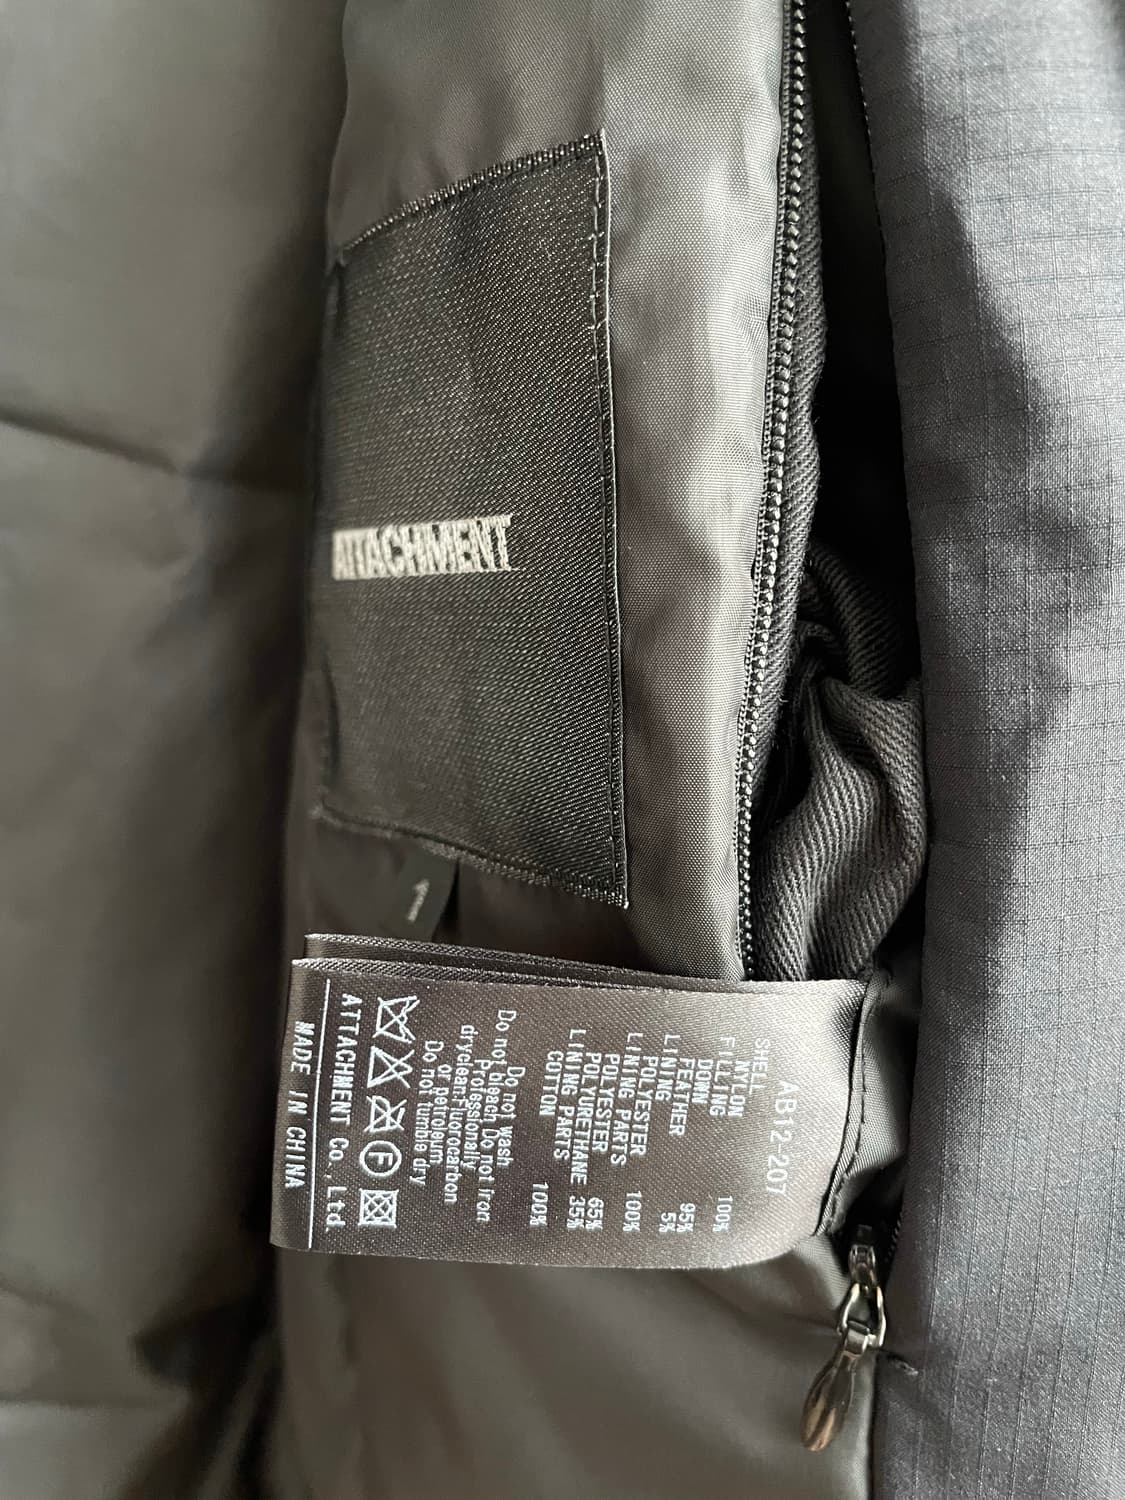 ATTACHMENT
1
AB12-207
SHELL
NYLON 100%
FILLING
DOWN 95%
FEATHER 5%
LINING
POLYESTER 100%
LINING PARTS
POLYESTER 65%
POLYURETHANE 35%
LINING PARTS
COTTON 100%
Do not wash
Do not bleach Do not iron
Professionally
dryclean:Fluorocarbon
or petroleum
Do not tumble dry
F
ATTACHMENT Co.,Ltd.
MADE IN CHINA